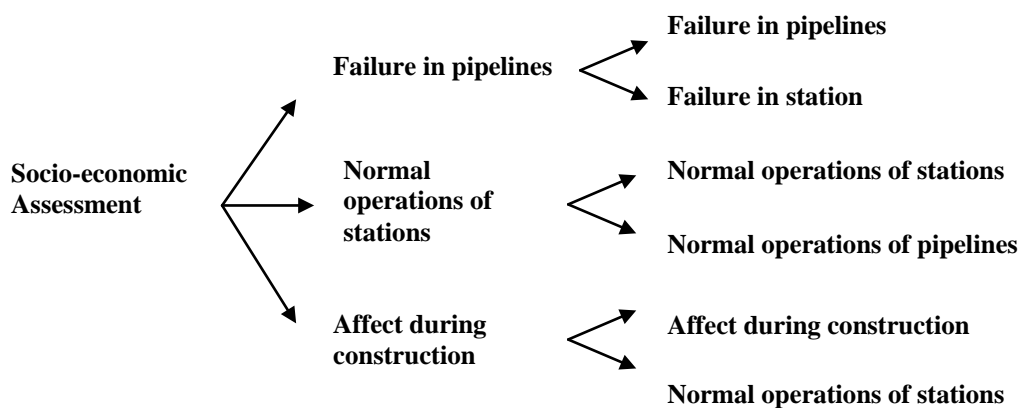 Socio-economic
Assessment
Failure in pipelines
Normal
operations of
stations
Affect during
construction
Failure in pipelines
Failure in station
Normal operations of stations
Normal operations of pipelines
Affect during construction
Normal operations of stations